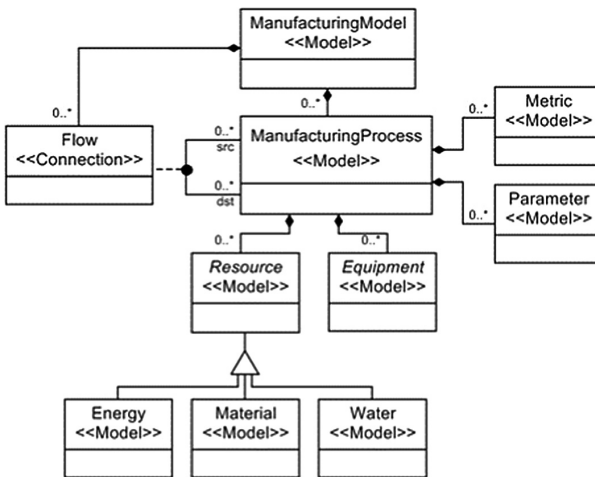 ManufacturingModel
<<Model>>
0..*
0..*
Flow
<<Connection>>
0..*
src
0..*
dst
ManufacturingProcess
<<Model>>
Metric
<<Model>>
0..*
Parameter
<<Model>>
0..*
0..*
0..*
Resource
<<Model>>
Equipment
<<Model>>
Energy
<<Model>>
Material
<<Model>>
Water
<<Model>>